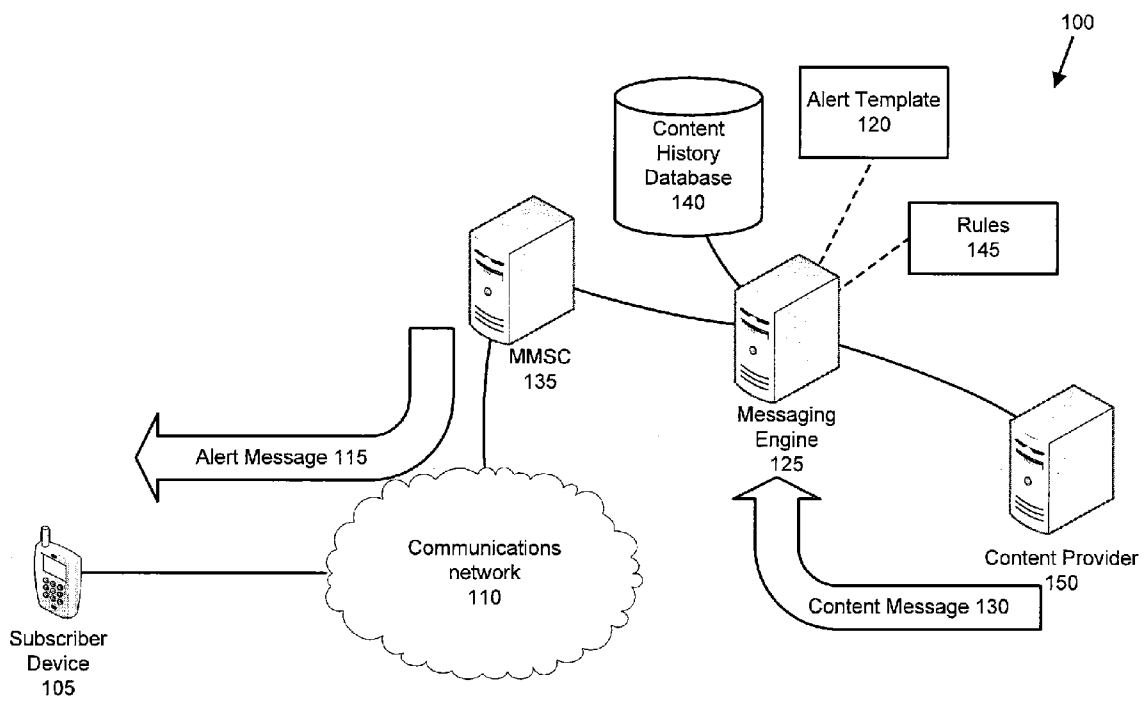 100
Alert Template
120
Content
History
Database
140
Rules
145
MMSC
135
Messaging
Engine
125
Alert Message 115
Content Provider
150
Communications
network
110
Content Message 130
Subscriber
Device
105